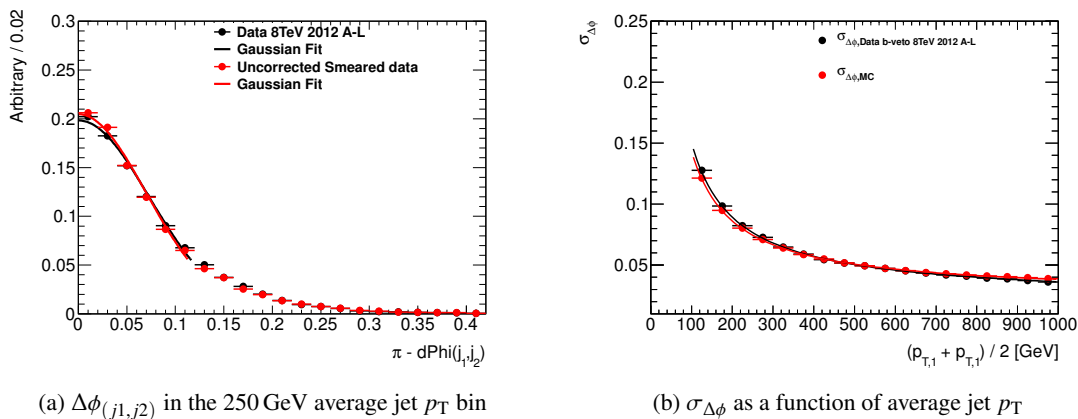 Arbitrary / 0.02
0.3
0.25
0.2
0.15
0.1
0.05
0
Data 8TeV 2012 A-L
Gaussian Fit
Uncorrected Smeared data
Gaussian Fit
0 0.05 0.1 0.15 0.2 0.25 0.3 0.35 0.4
π - dPhi(j₁,j₂)
(a) Δϕ(j1,j2) in the 250 GeV average jet pT bin
σΔϕ
0.25
0.2
0.15
0.1
0.05
σΔϕ,Data b-veto 8TeV 2012 A-L
σΔϕ,MC
0 100 200 300 400 500 600 700 800 900 1000
(pT,1 + pT,1) / 2 [GeV]
(b) σΔϕ as a function of average jet pT